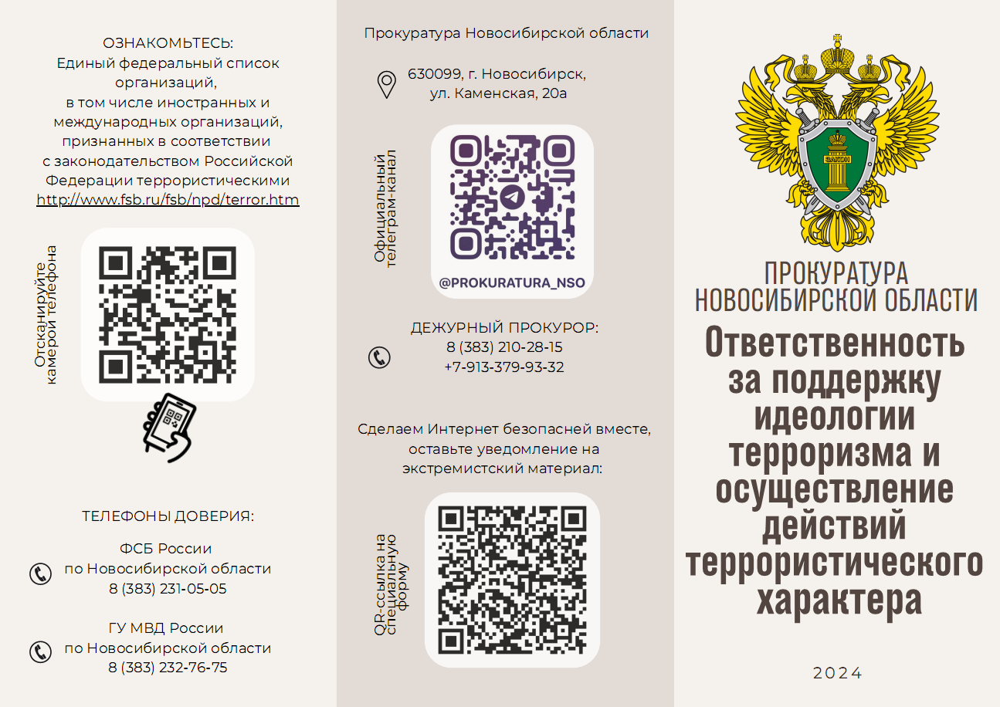 ОЗНАКОМЬТЕСЬ:
Единый федеральный список
организаций,
в том числе иностранных и
международных организаций,
признанных в соответствии
с законодательством Российской
Федерации террористическими
http://www.fsb.ru/fsb/npd/terror.htm
Отсканируйте
камерой телефона
ТЕЛЕФОНЫ ДОВЕРИЯ:
ФСБ России
по Новосибирской области
8 (383) 231-05-05
ГУ МВД России
по Новосибирской области
8 (383) 232-76-75
Прокуратура Новосибирской области
630099, г. Новосибирск,
ул. Каменская, 20а
Официальный
телеграм-канал
@PROKURATURA_NSO
ДЕЖУРНЫЙ ПРОКУРОР:
8 (383) 210-28-15
+7-913-379-93-32
Сделаем Интернет безопасней вместе,
оставьте уведомление на
экстремистский материал:
QR-ссылка на
специальную
форму
ЗАКОН
ПРОКУРАТУРА
НОВОСИБИРСКОЙ ОБЛАСТИ
Ответственность
за поддержку
идеологии
терроризма и
осуществление
действий
террористического
характера
2024